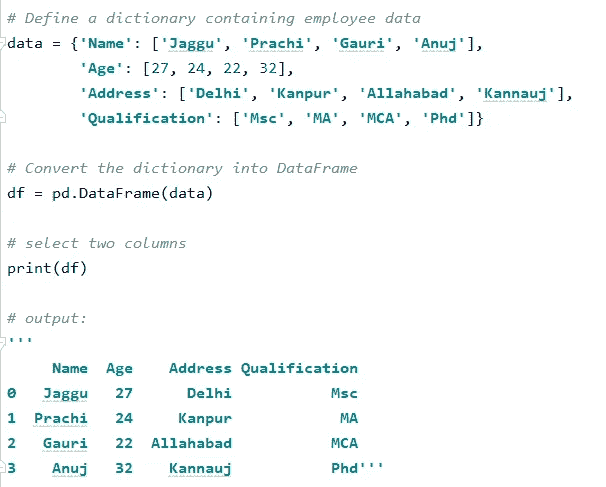 # Define a dictionary containing employee data
data = {'Name': ['Jaggu', 'Prachi', 'Gauri', 'Anuj'],
        'Age': [27, 24, 22, 32],
        'Address': ['Delhi', 'Kanpur', 'Allahabad', 'Kannauj'],
        'Qualification': ['Msc', 'MA', 'MCA', 'Phd']}

# Convert the dictionary into DataFrame
df = pd.DataFrame(data)

# select two columns
print(df)

# output:
'''
     Name  Age    Address Qualification
0   Jaggu   27      Delhi           Msc
1  Prachi   24     Kanpur            MA
2   Gauri   22  Allahabad           MCA
3    Anuj   32    Kannauj           Phd'''